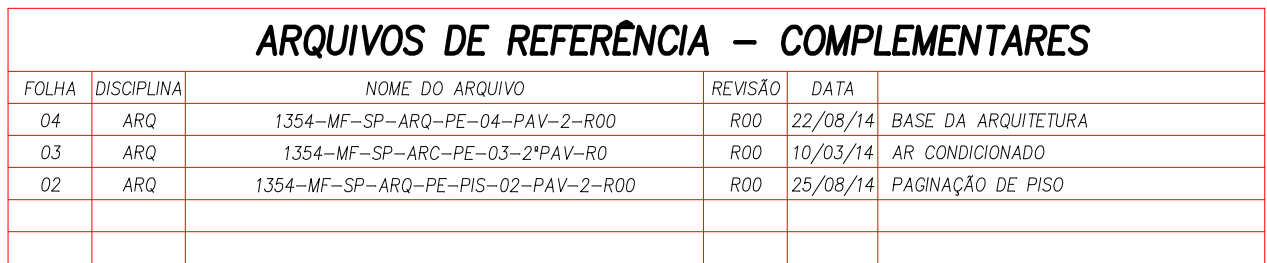 ARQUIVOS DE REFERÊNCIA – COMPLEMENTARES
FOLHA DISCIPLINA NOME DO ARQUIVO REVISÃO DATA
04 ARQ 1354-MF-SP-ARQ-PE-04-PAV-2-R00 R00 22/08/14 BASE DA ARQUITETURA
03 ARQ 1354-MF-SP-ARC-PE-03-2ªPAV-R0 R00 10/03/14 AR CONDICIONADO
02 ARQ 1354-MF-SP-ARQ-PE-PIS-02-PAV-2-R00 R00 25/08/14 PAGINAÇÃO DE PISO